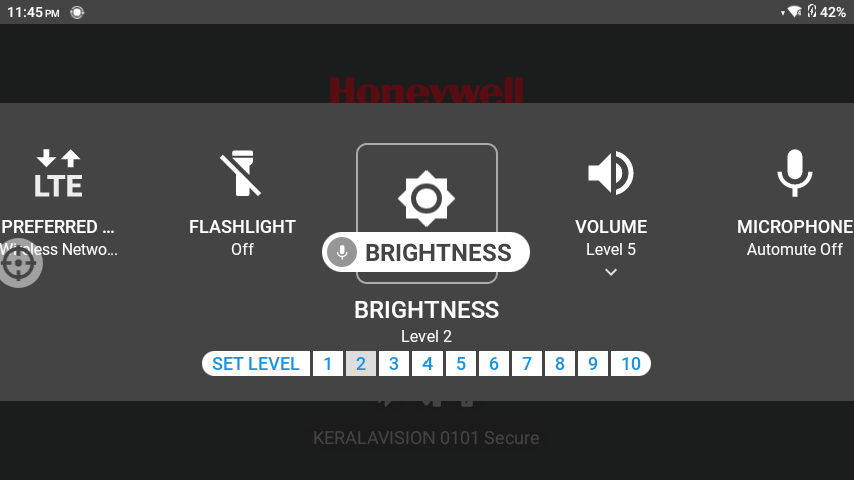 11:45 PM
42%
Honeywell
LTE
PREFERRED ...
Wireless Netwo...
FLASHLIGHT
Off
BRIGHTNESS
VOLUME
Level 5
MICROPHONE
Automute Off
BRIGHTNESS
Level 2
SET LEVEL 1 2 3 4 5 6 7 8 9 10
KERALAVISION 0101 Secure